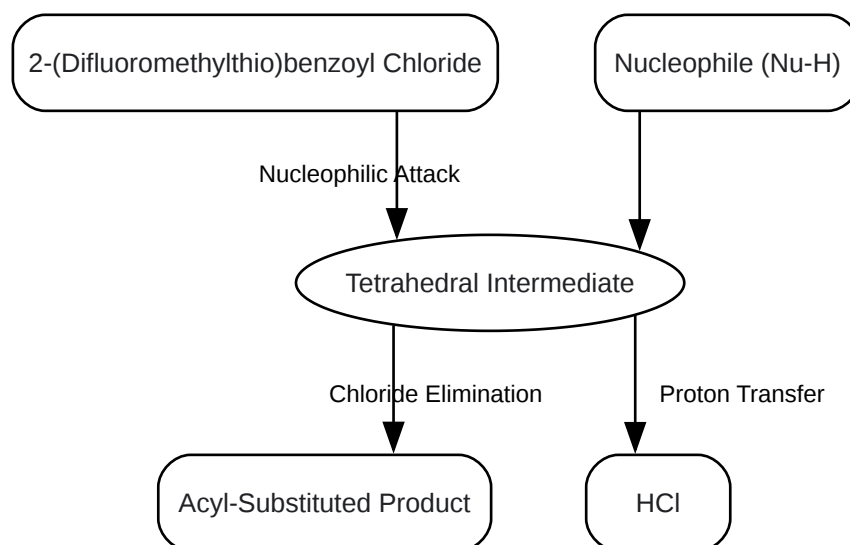 2-(Difluoromethylthio)benzoyl Chloride
Nucleophile (Nu-H)
Nucleophilic Attack
Tetrahedral Intermediate
Chloride Elimination
Proton Transfer
Acyl-Substituted Product
HCl